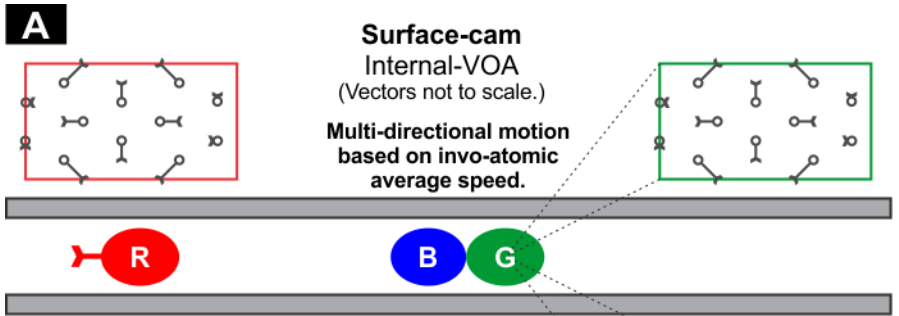 A
Surface-cam
Internal-VOA
(Vectors not to scale.)
Multi-directional motion
based on invo-atomic
average speed.
R
B
G